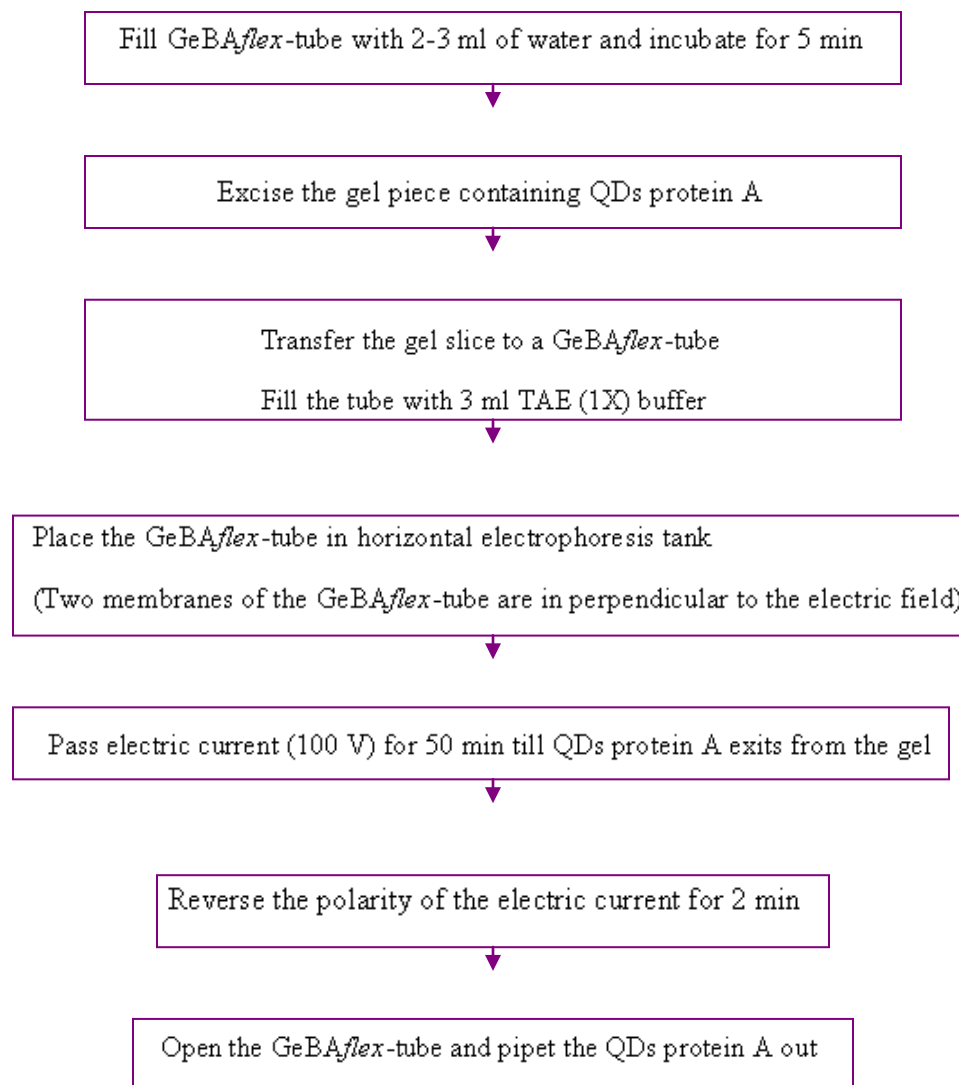 Fill GeBAflex-tube with 2-3 ml of water and incubate for 5 min
Excise the gel piece containing QDs protein A
Transfer the gel slice to a GeBAflex-tube
Fill the tube with 3 ml TAE (1X) buffer
Place the GeBAflex-tube in horizontal electrophoresis tank
(Two membranes of the GeBAflex-tube are in perpendicular to the electric field)
Pass electric current (100 V) for 50 min till QDs protein A exits from the gel
Reverse the polarity of the electric current for 2 min
Open the GeBAflex-tube and pipet the QDs protein A out